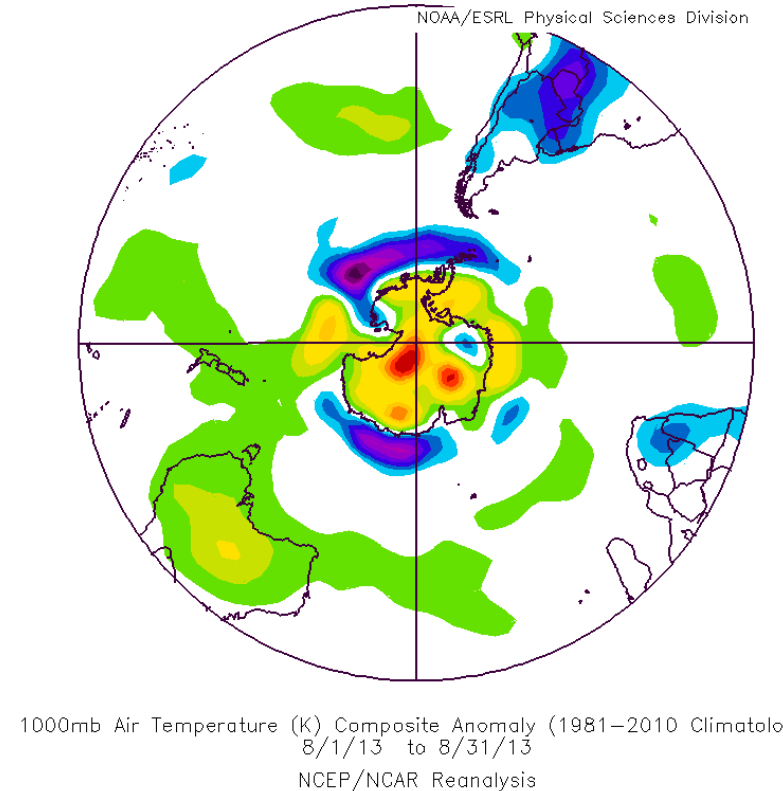 NOAA/ESRL Physical Sciences Division
1000mb Air Temperature (K) Composite Anomaly (1981-2010 Climatolo
8/1/13 to 8/31/13
NCEP/NCAR Reanalysis